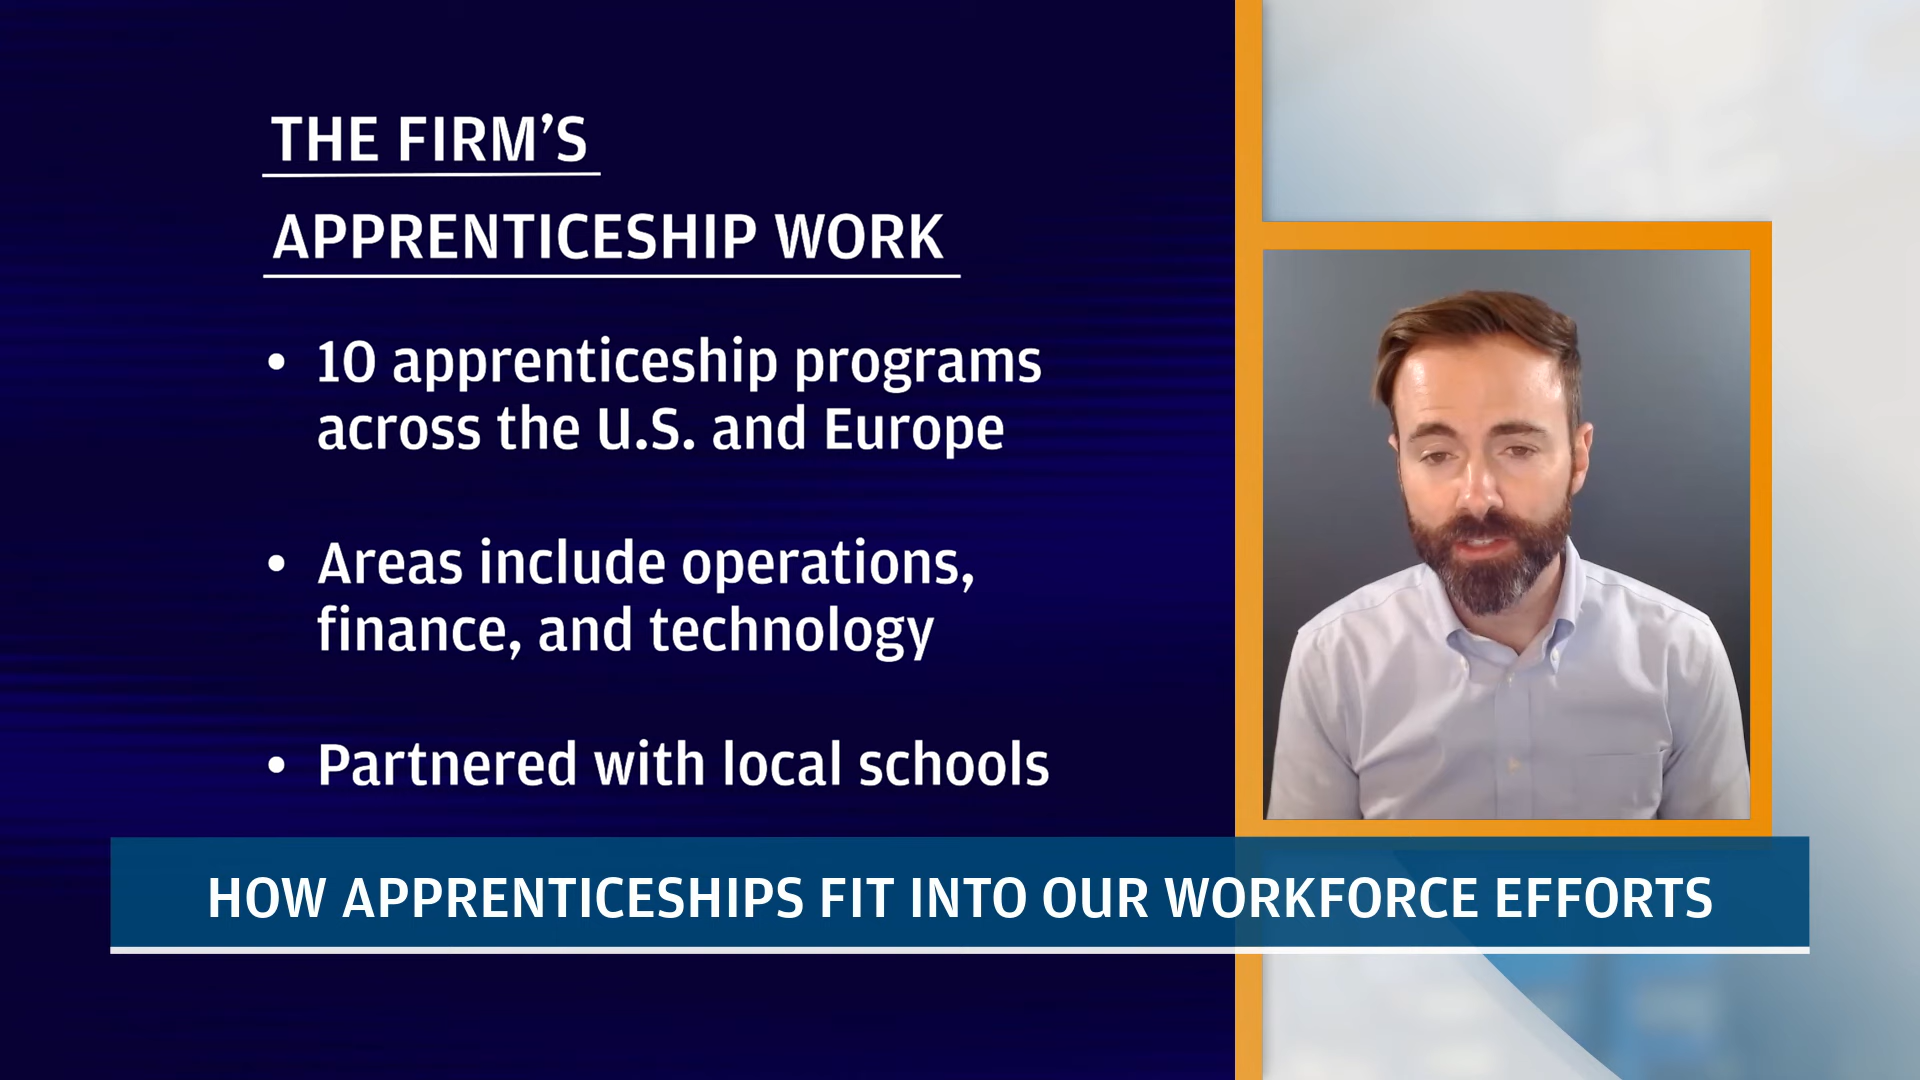 THE FIRM’S
APPRENTICESHIP WORK
• 10 apprenticeship programs
across the U.S. and Europe
• Areas include operations,
finance, and technology
• Partnered with local schools
HOW APPRENTICESHIPS FIT INTO OUR WORKFORCE EFFORTS